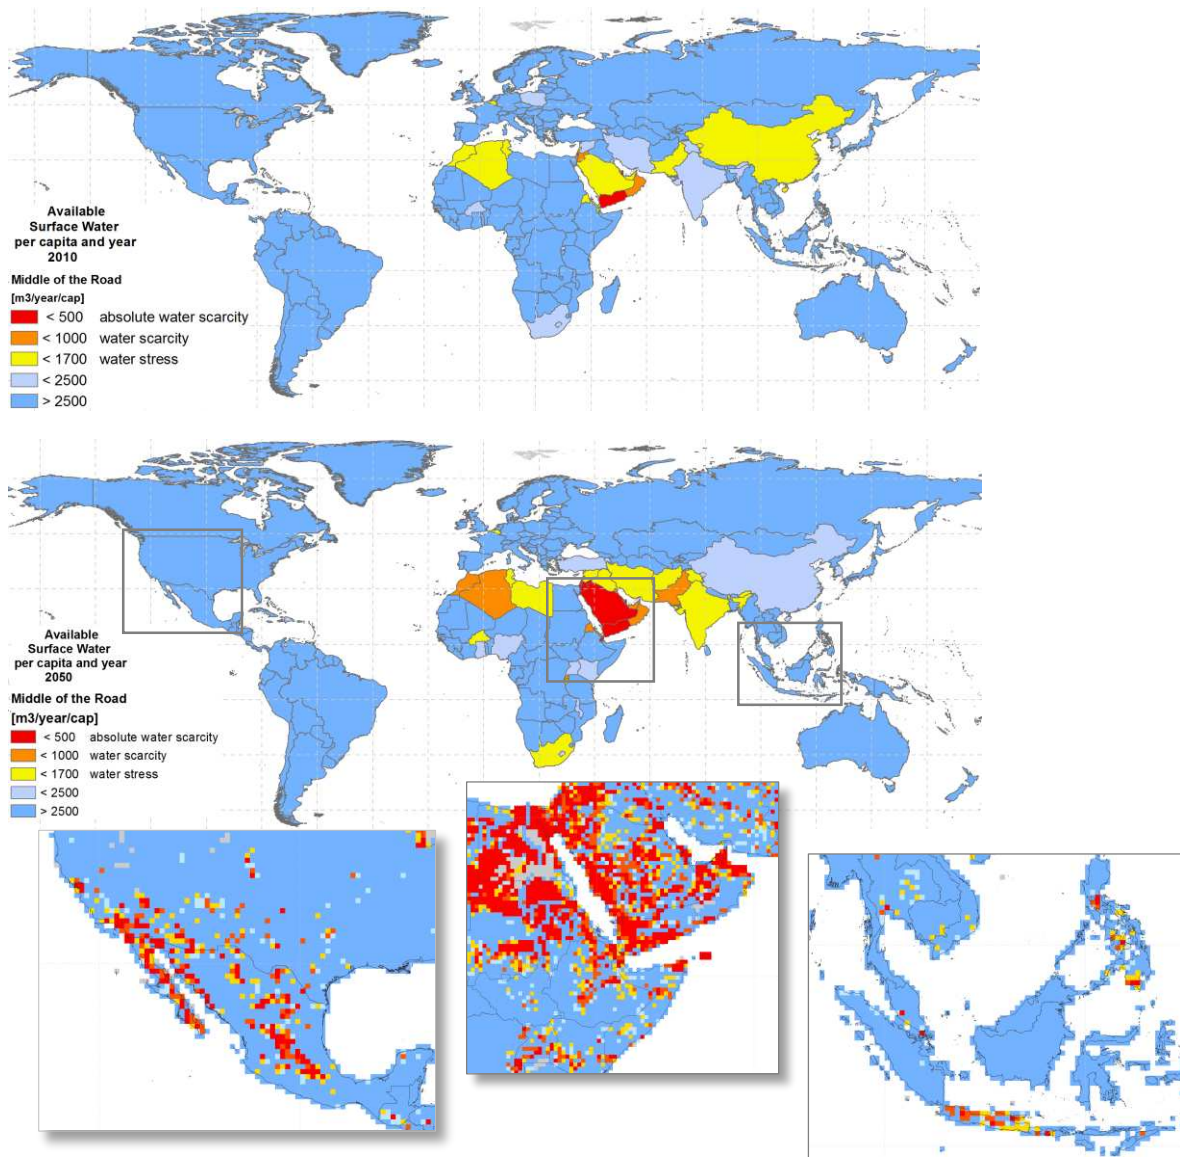 Available
Surface Water
per capita and year
2010
Middle of the Road
[m3/year/cap]
< 500 absolute water scarcity
< 1000 water scarcity
< 1700 water stress
< 2500
> 2500
Available
Surface Water
per capita and year
2050
Middle of the Road
[m3/year/cap]
< 500 absolute water scarcity
< 1000 water scarcity
< 1700 water stress
< 2500
> 2500